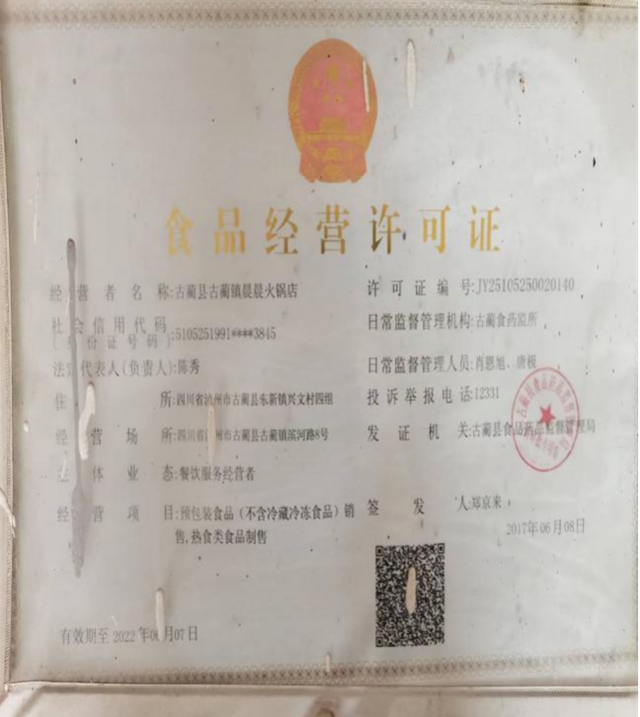 食品经营许可证
经营者名称:古蔺县古蔺镇晨晨火锅店
社会信用代码
(身份证号码):5105251991****3845
法定代表人(负责人):陈秀
住所:四川省泸州市古蔺县东新镇兴文村四组
经营场所:四川省泸州市古蔺县古蔺镇滨河路8号
主体业态:餐饮服务经营者
经营项目:预包装食品(不含冷藏冷冻食品)销
售,热食类食品制售
有效期至2022年06月07日
许可证编号:JY25105250020140
日常监督管理机构:古蔺食药监所
日常监督管理人员:肖恩旭、唐
投诉举报电话:12331
发证机关:古蔺县食品药品监督管理局
签发人:郑京来
2017年06月08日